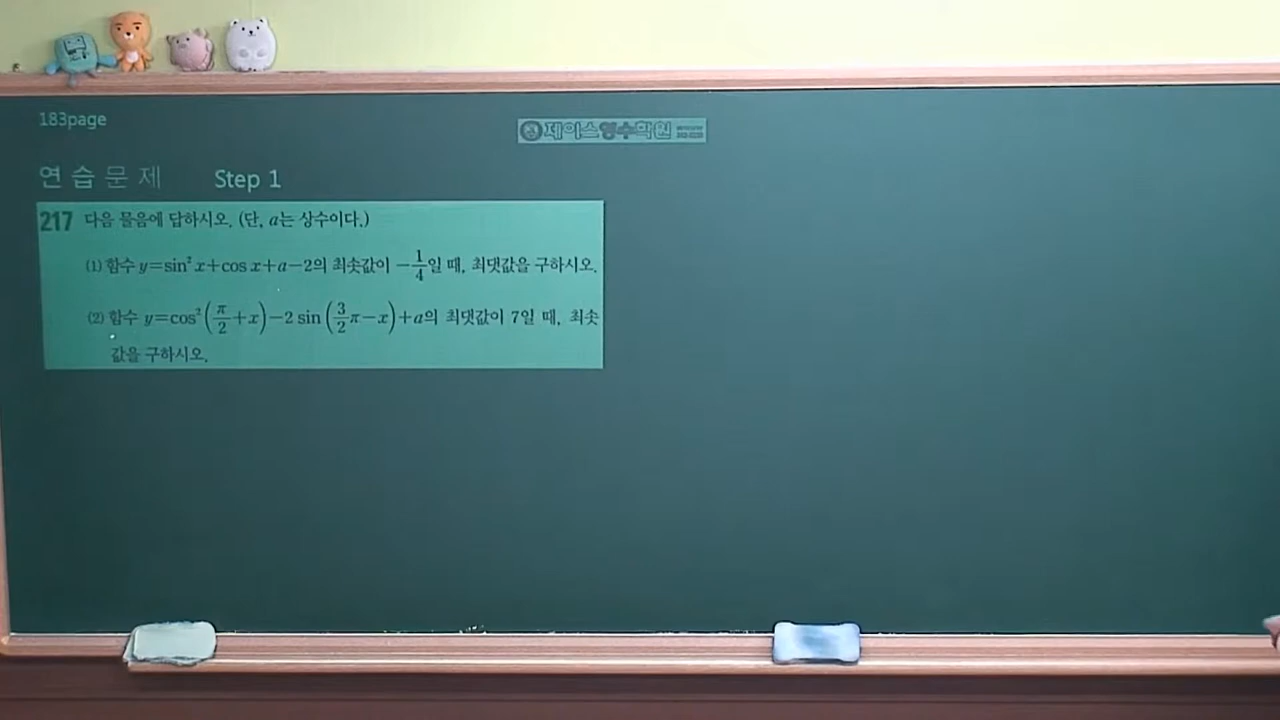 183page
제이스영수학원
연습문제 Step 1
217 다음 물음에 답하시오. (단, a는 상수이다.)
(1) 함수 y=sin²x+cos x+a−2의 최솟값이 −1/4일 때, 최댓값을 구하시오.
(2) 함수 y=cos²(π/2+x)−2 sin(3/2π−x)+a의 최댓값이 7일 때, 최솟
값을 구하시오.